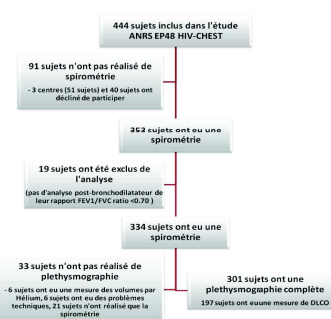 444 sujets inclus dans l'étude
ANRS EP48 HIV-CHEST
91 sujets n'ont pas réalisé de
spirométrie
- 3 centres (51 sujets) et 40 sujets ont
décliné de participer
353 sujets ont eu une
spirométrie
19 sujets ont été exclus de
l'analyse
(pas d'analyse post-bronchodilatateur de
leur rapport FEV1/FVC ratio <0.70 )
334 sujets ont eu une
spirométrie
33 sujets n'ont pas réalisé de
plethysmographie
- 6 sujets ont eu une mesure des volumes par
Hélium, 6 sujets ont eu des problèmes
techniques, 21 sujets n'ont réalisé que la
spirométrie
301 sujets ont une
plethysmographie complète
197 sujets ont eu une mesure de DLCO